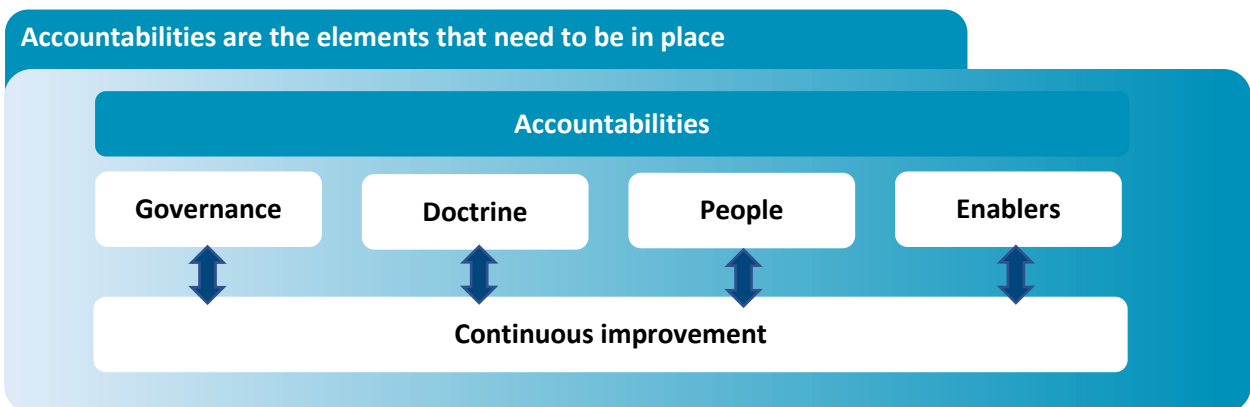 Accountabilities are the elements that need to be in place
Accountabilities
Governance
Doctrine
People
Enablers
Continuous improvement